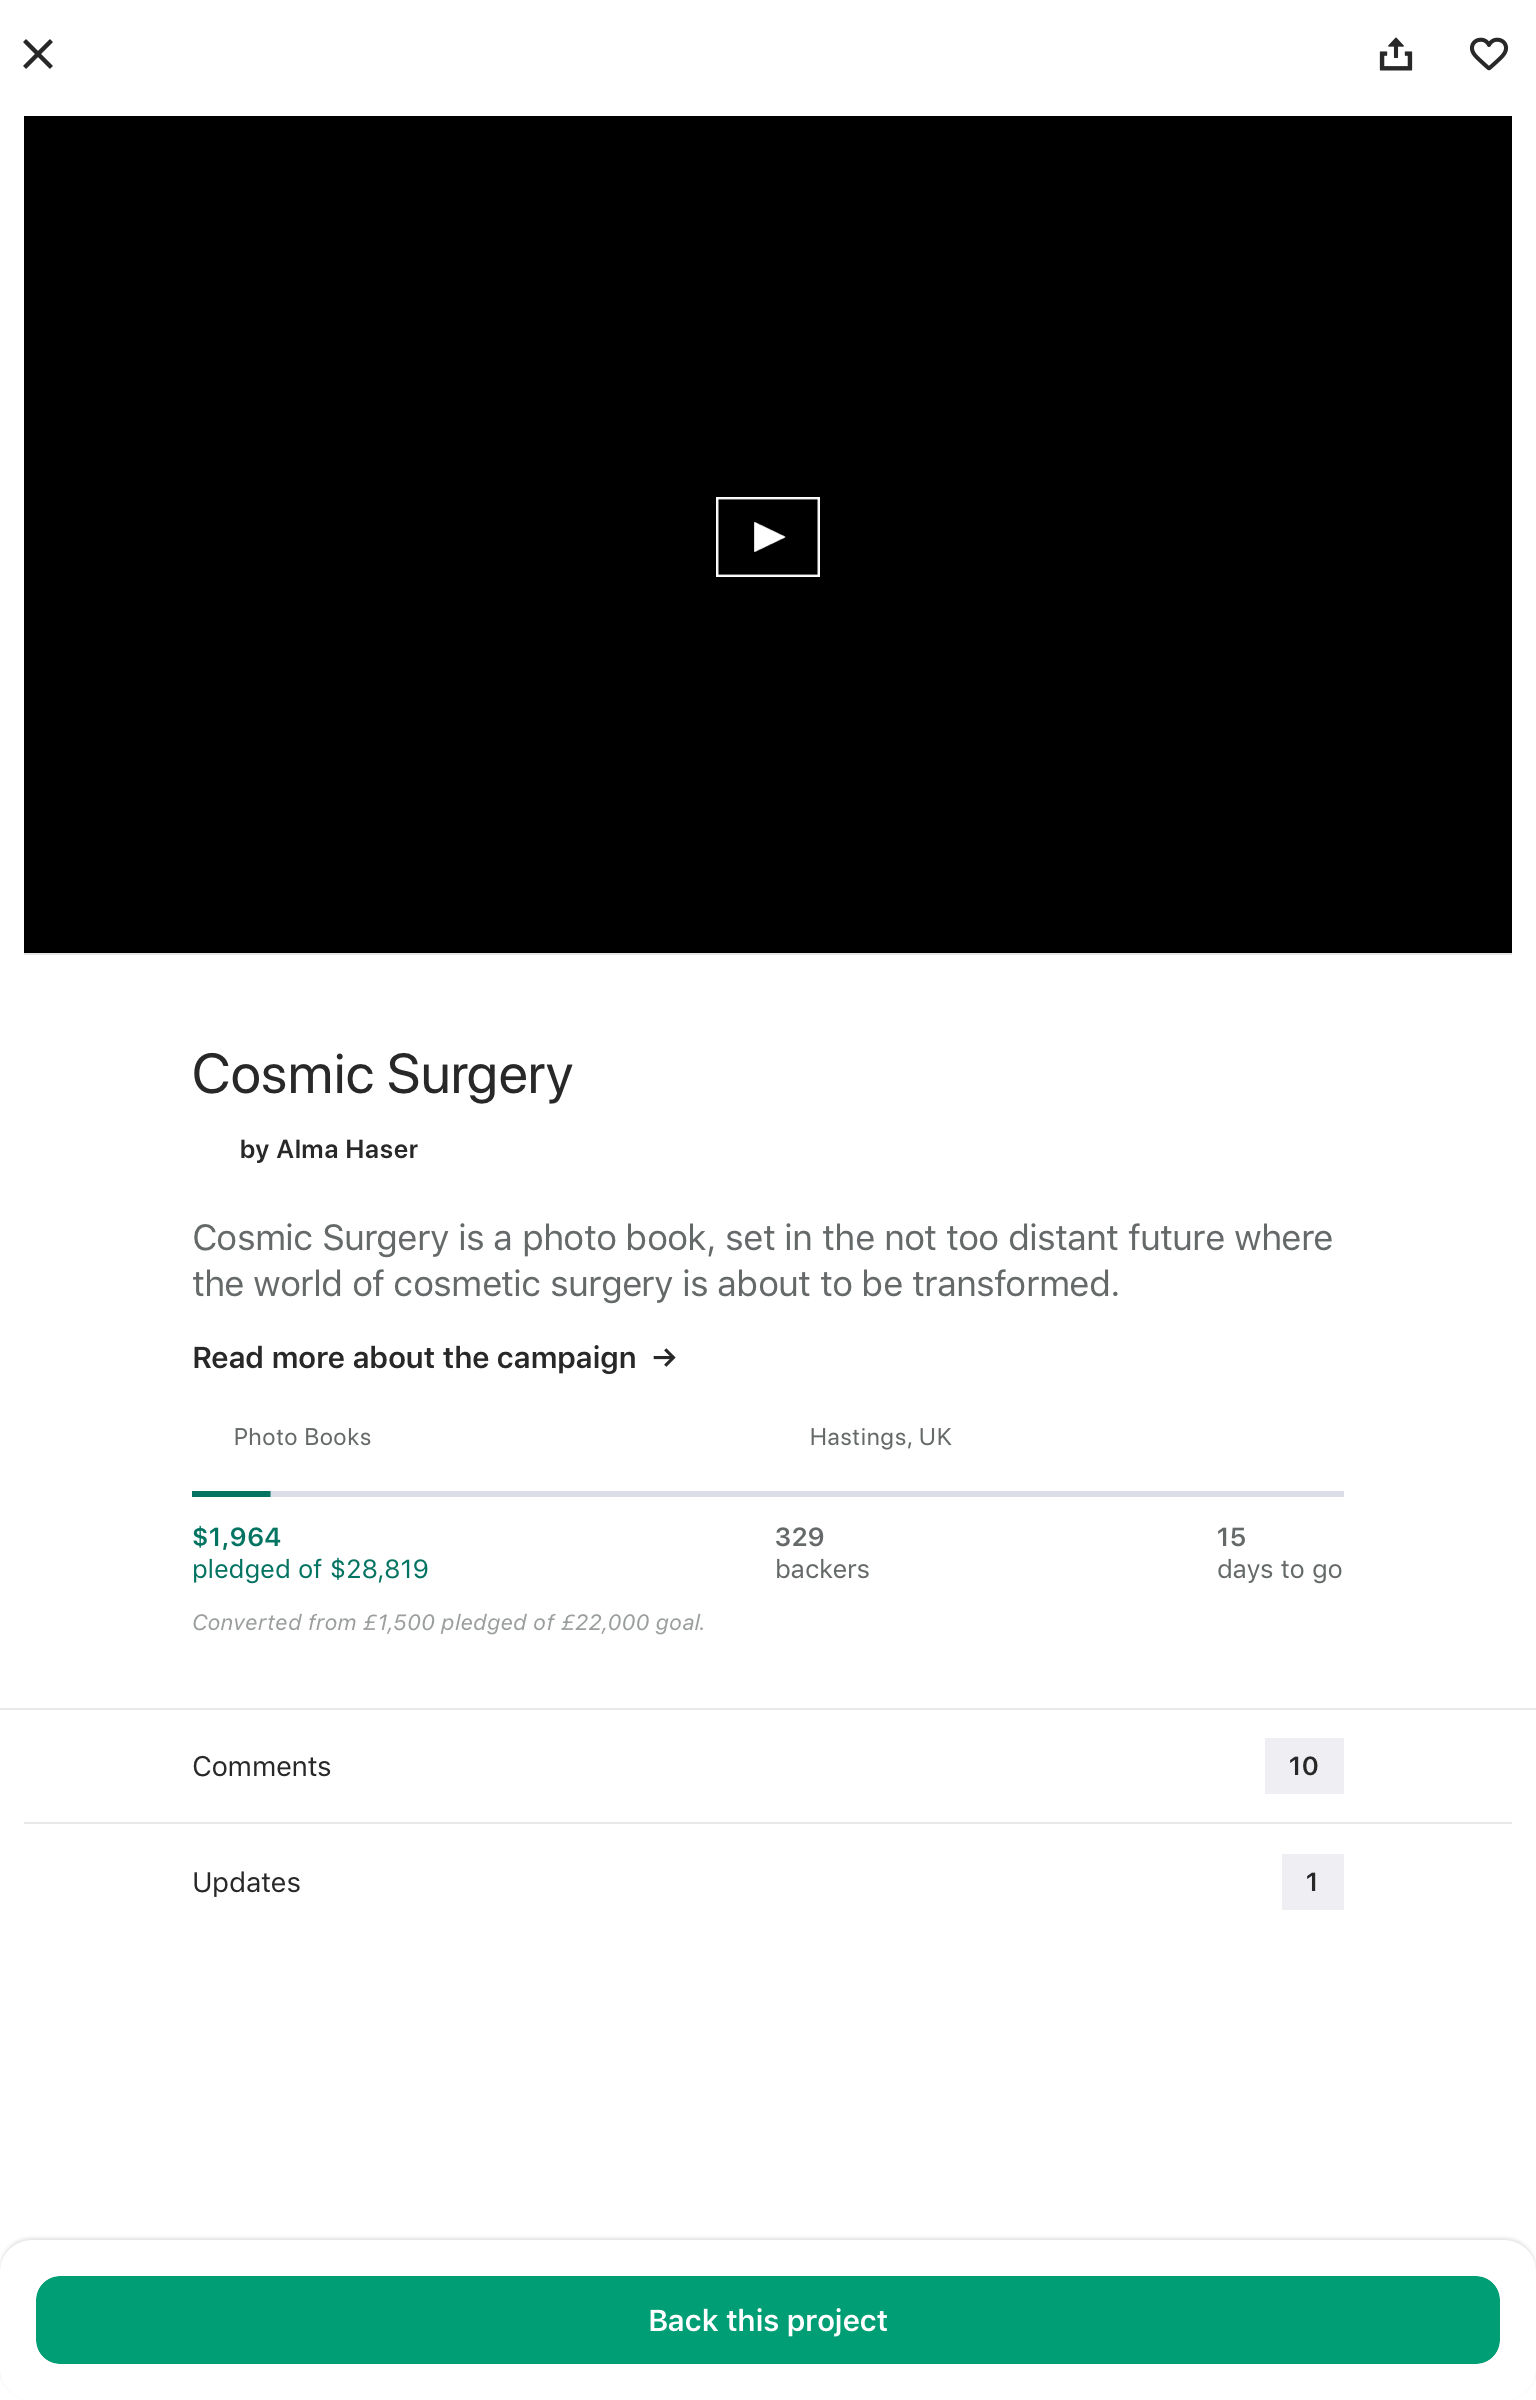 Cosmic Surgery
by Alma Haser
Cosmic Surgery is a photo book, set in the not too distant future where
the world of cosmetic surgery is about to be transformed.
Read more about the campaign →
Photo Books
Hastings, UK
$1,964
pledged of $28,819
329
backers
15
days to go
Converted from £1,500 pledged of £22,000 goal.
Comments
10
Updates
1
Back this project